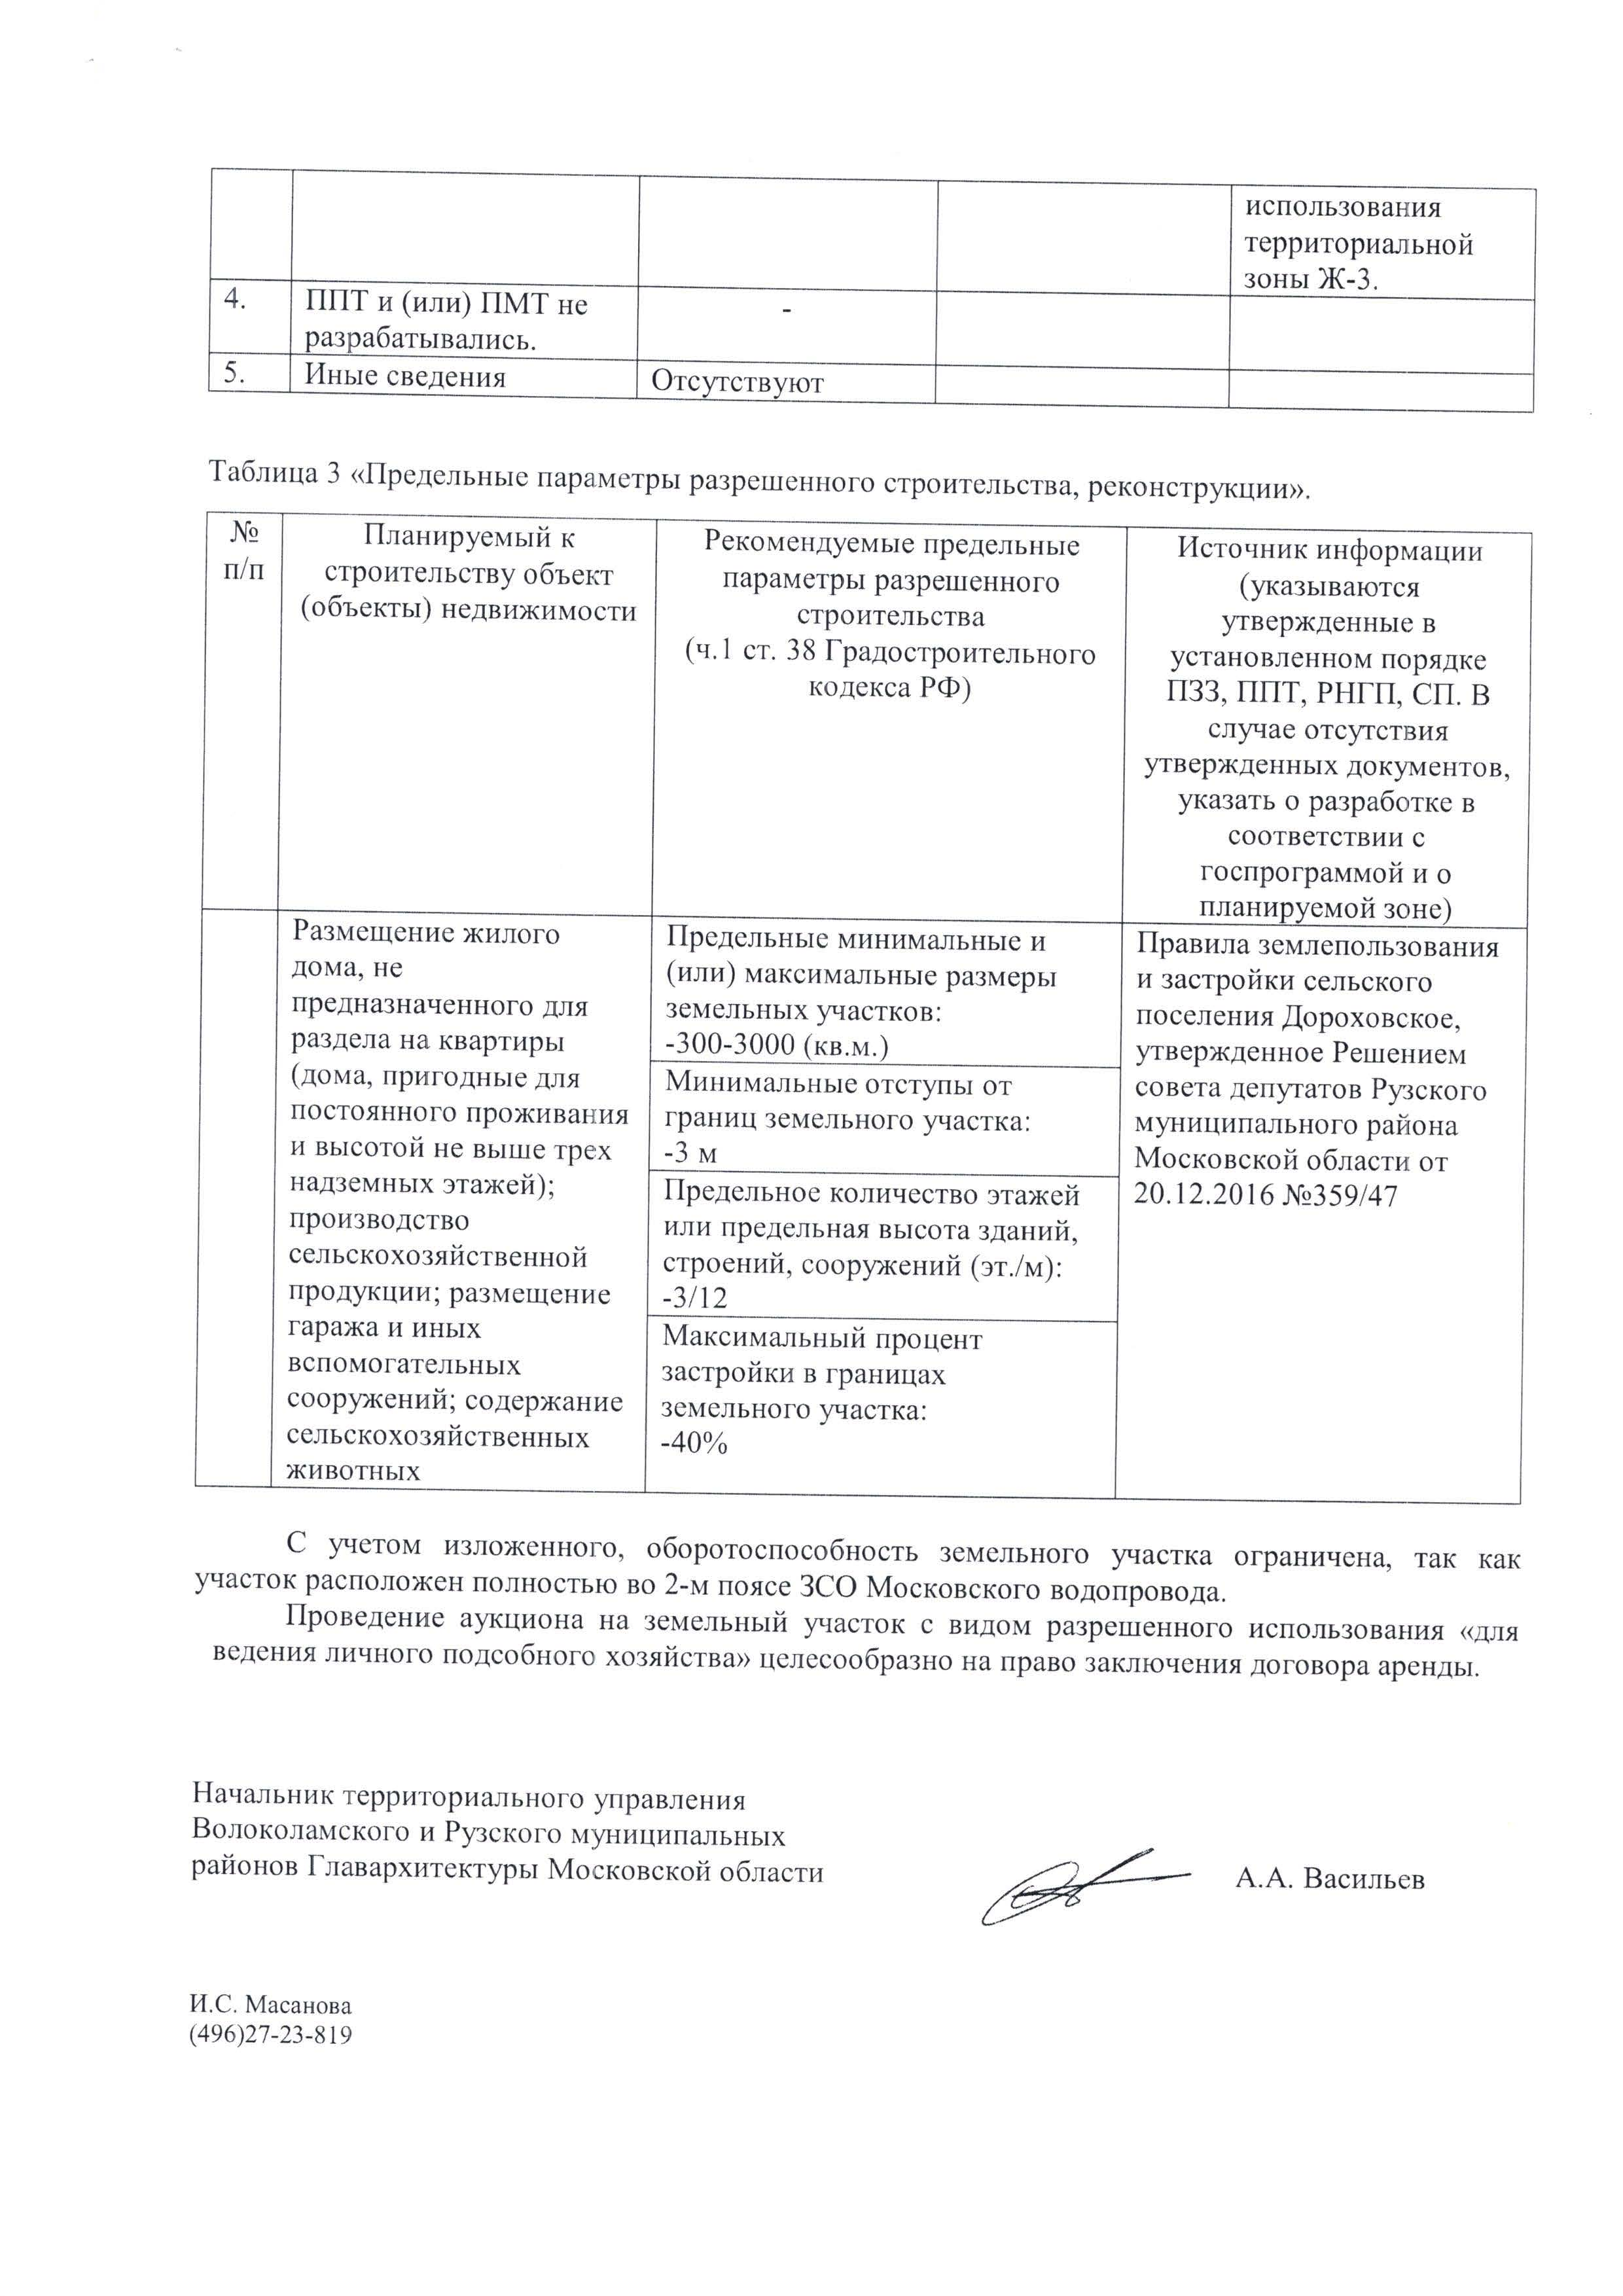 использования
территориальной
зоны Ж-3.
4.
ППТ и (или) ПМТ не
разрабатывались.
-
5.
Иные сведения
Отсутствуют
Таблица 3 «Предельные параметры разрешенного строительства, реконструкции».
№
п/п
Планируемый к
строительству объект
(объекты) недвижимости
Рекомендуемые предельные
параметры разрешенного
строительства
(ч.1 ст. 38 Градостроительного
кодекса РФ)
Источник информации
(указываются
утвержденные в
установленном порядке
ПЗЗ, ППТ, РНГП, СП. В
случае отсутствия
утвержденных документов,
указать о разработке в
соответствии с
госпрограммой и о
планируемой зоне)
Размещение жилого
дома, не
предназначенного для
раздела на квартиры
(дома, пригодные для
постоянного проживания
и высотой не выше трех
надземных этажей);
производство
сельскохозяйственной
продукции; размещение
гаража и иных
вспомогательных
сооружений; содержание
сельскохозяйственных
животных
Предельные минимальные и
(или) максимальные размеры
земельных участков:
-300-3000 (кв.м.)
Минимальные отступы от
границ земельного участка:
-3 м
Предельное количество этажей
или предельная высота зданий,
строений, сооружений (эт./м):
-3/12
Максимальный процент
застройки в границах
земельного участка:
-40%
Правила землепользования
и застройки сельского
поселения Дороховское,
утвержденное Решением
совета депутатов Рузского
муниципального района
Московской области от
20.12.2016 №359/47
С учетом изложенного, оборотоспособность земельного участка ограничена, так как
участок расположен полностью во 2-м поясе ЗСО Московского водопровода.
Проведение аукциона на земельный участок с видом разрешенного использования «для
ведения личного подсобного хозяйства» целесообразно на право заключения договора аренды.
Начальник территориального управления
Волоколамского и Рузского муниципальных
районов Главархитектуры Московской области
А.А. Васильев
И.С. Масанова
(496)27-23-819